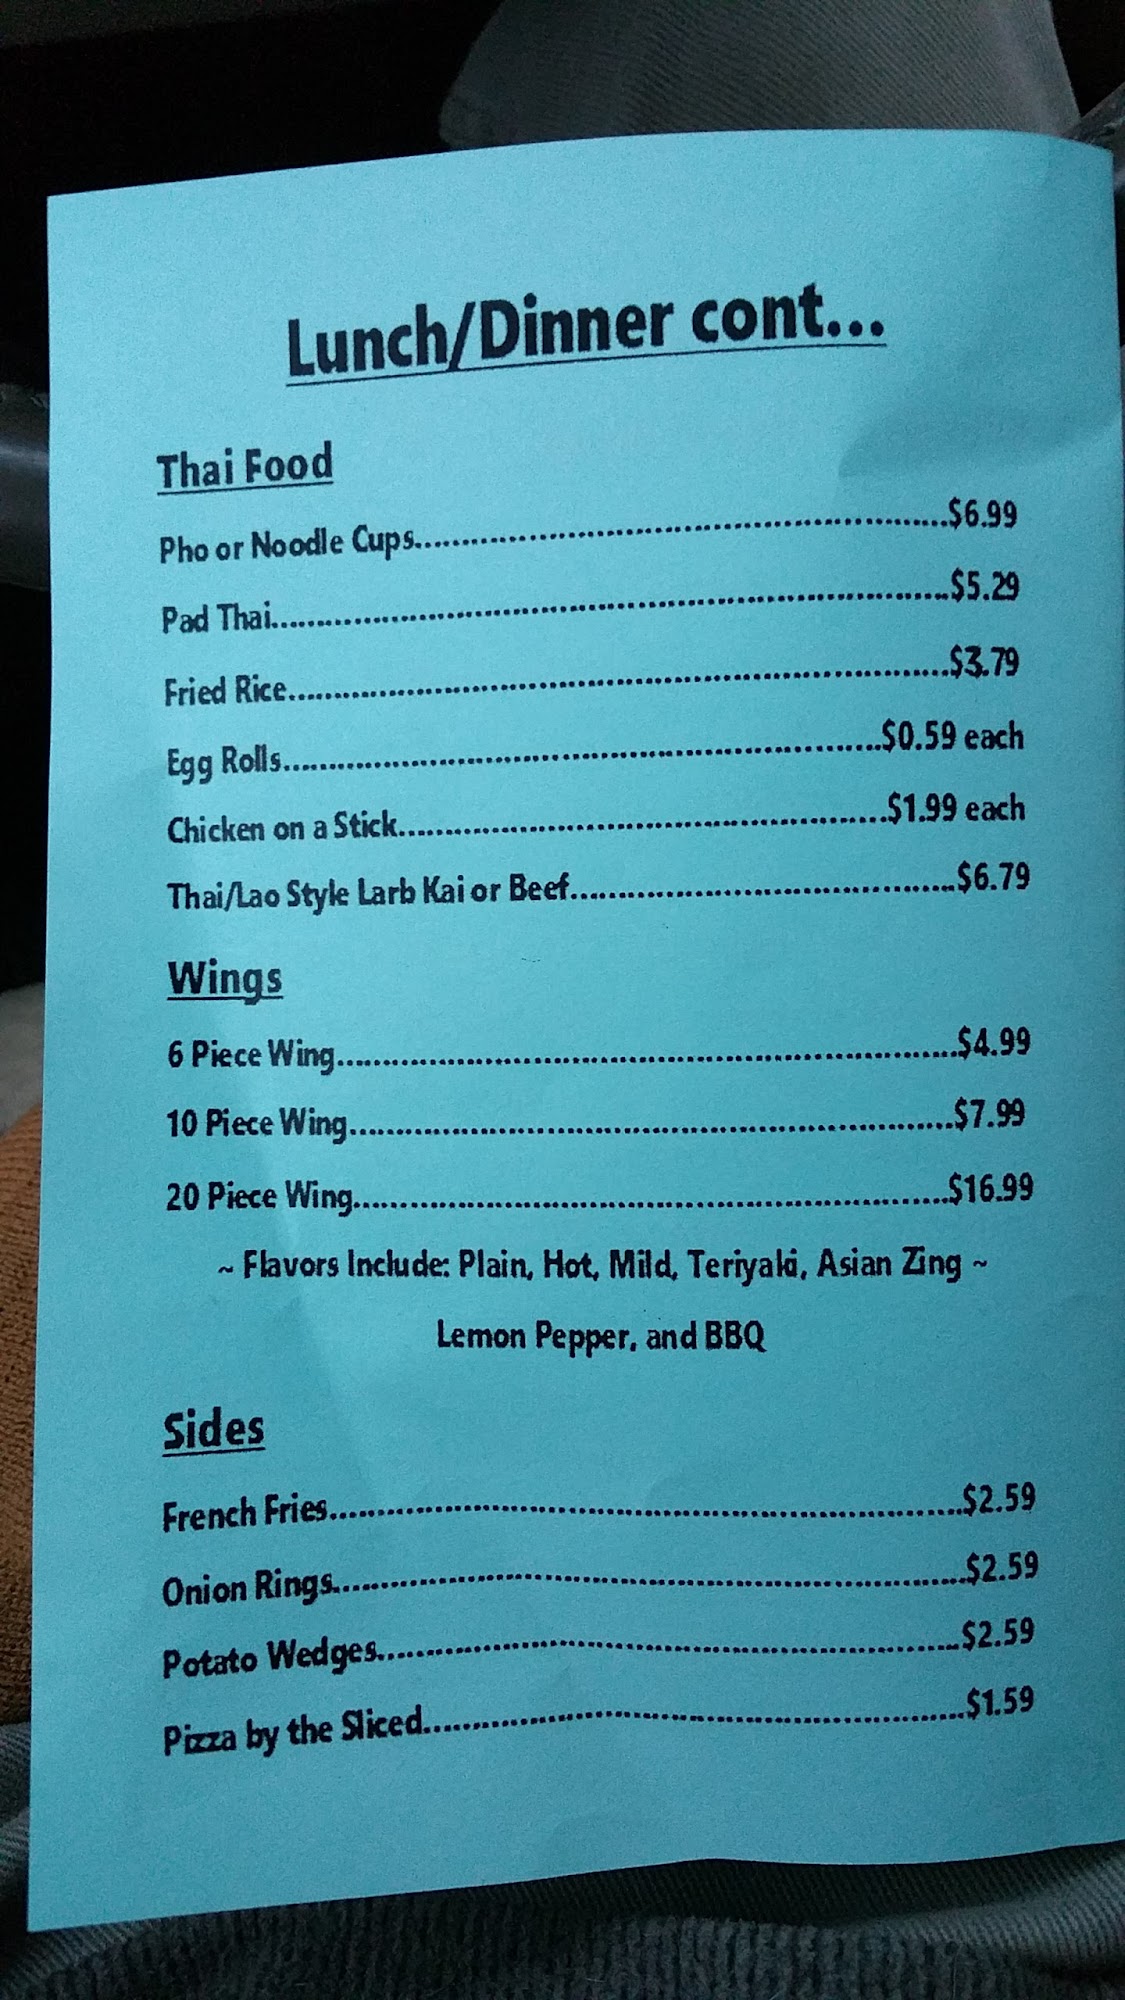 Lunch/Dinner cont...
Thai Food
Pho or Noodle Cups..........$6.99
Pad Thai..........$5.29
Fried Rice..........$3.79
Egg Rolls..........$0.59 each
Chicken on a Stick..........$1.99 each
Thai/Lao Style Larb Kai or Beef..........$6.79
Wings
6 Piece Wing..........$4.99
10 Piece Wing..........$7.99
20 Piece Wing..........$16.99
~ Flavors Include: Plain, Hot, Mild, Teriyaki, Asian Zing ~
Lemon Pepper, and BBQ
Sides
French Fries..........$2.59
Onion Rings..........$2.59
Potato Wedges..........$2.59
Pizza by the Sliced..........$1.59